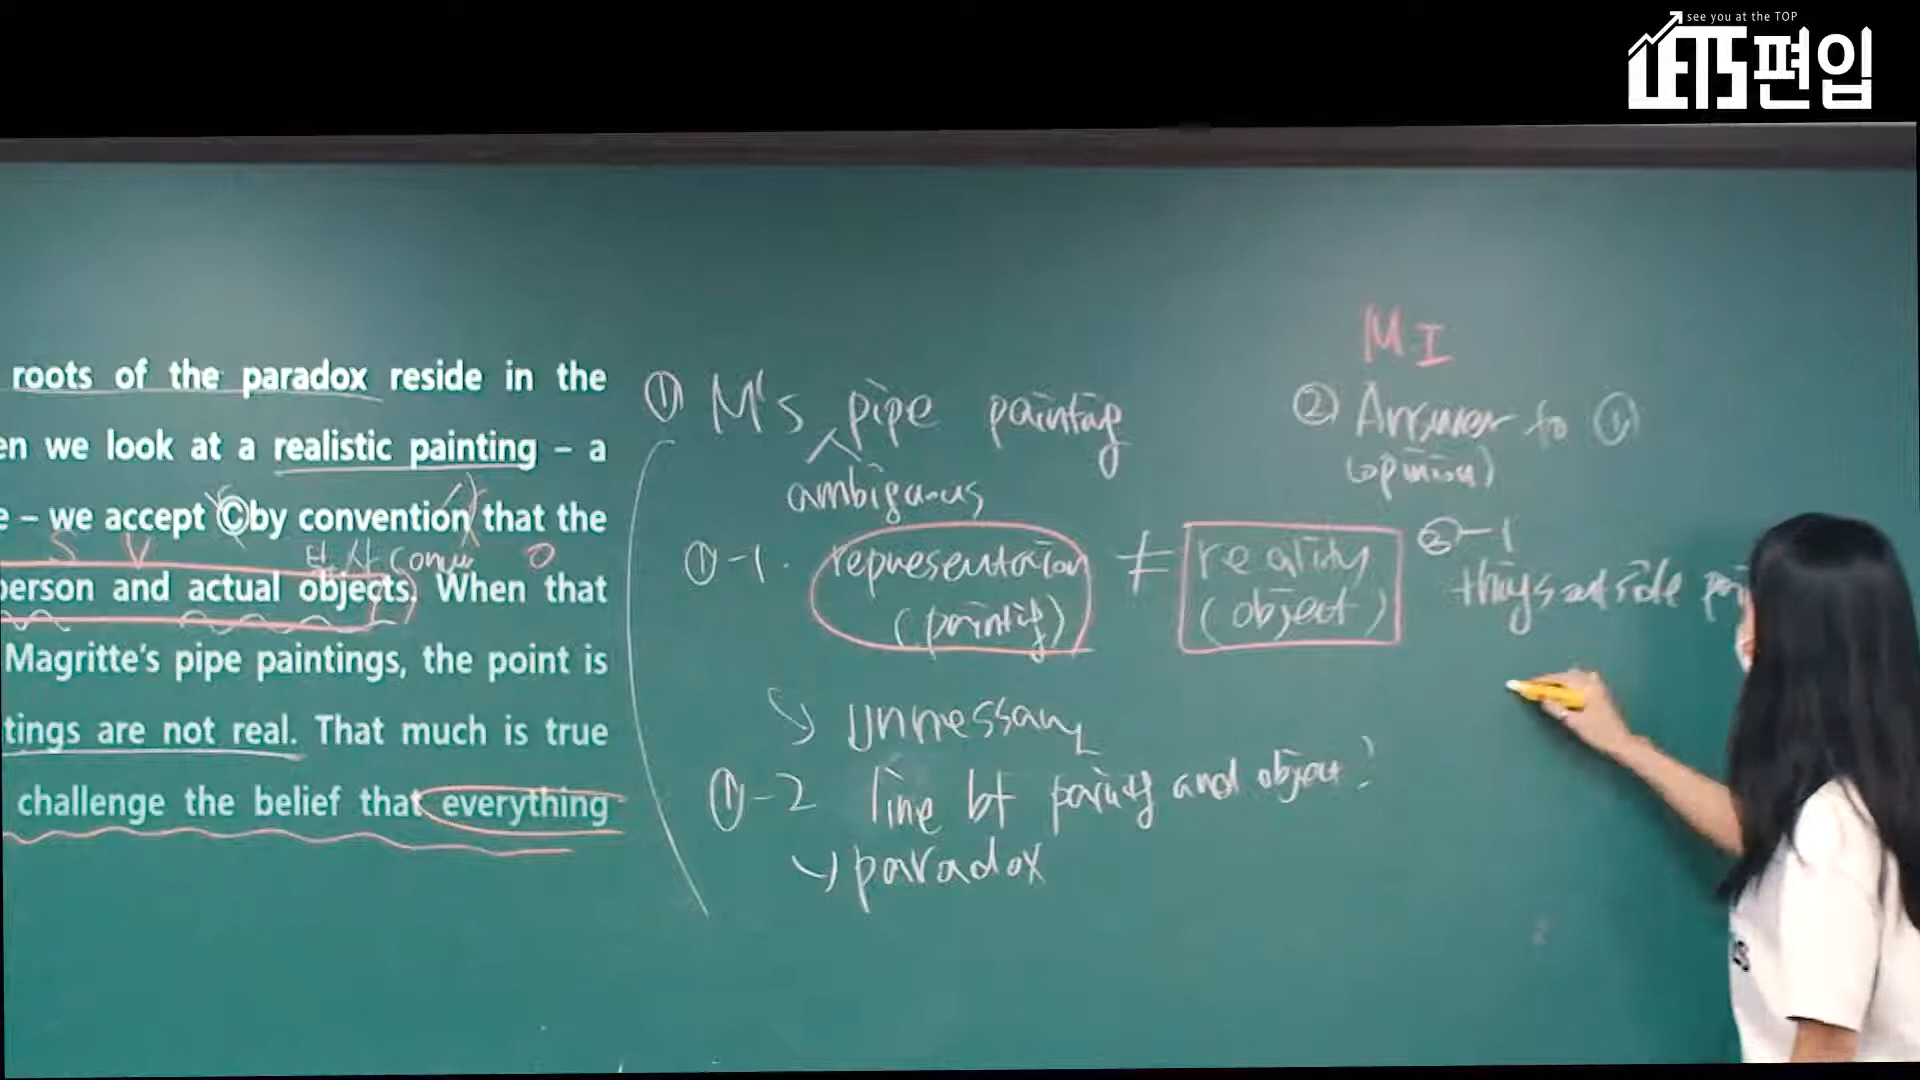 see you at the TOP
LETS편입
roots of the paradox reside in the
en we look at a realistic painting – a
e – we accept Ⓒby convention that the
S V conv O
person and actual objects. When that
Magritte's pipe paintings, the point is
tings are not real. That much is true
challenge the belief that everything
① M's pipe painting
ambiguous
①-1. representation ≠ reality
(painting) (object)
↘ Unnessary
①-2 line bt painting and object?
↘ paradox
MI
② Answer to ①
(opinion)
②-1
things outside